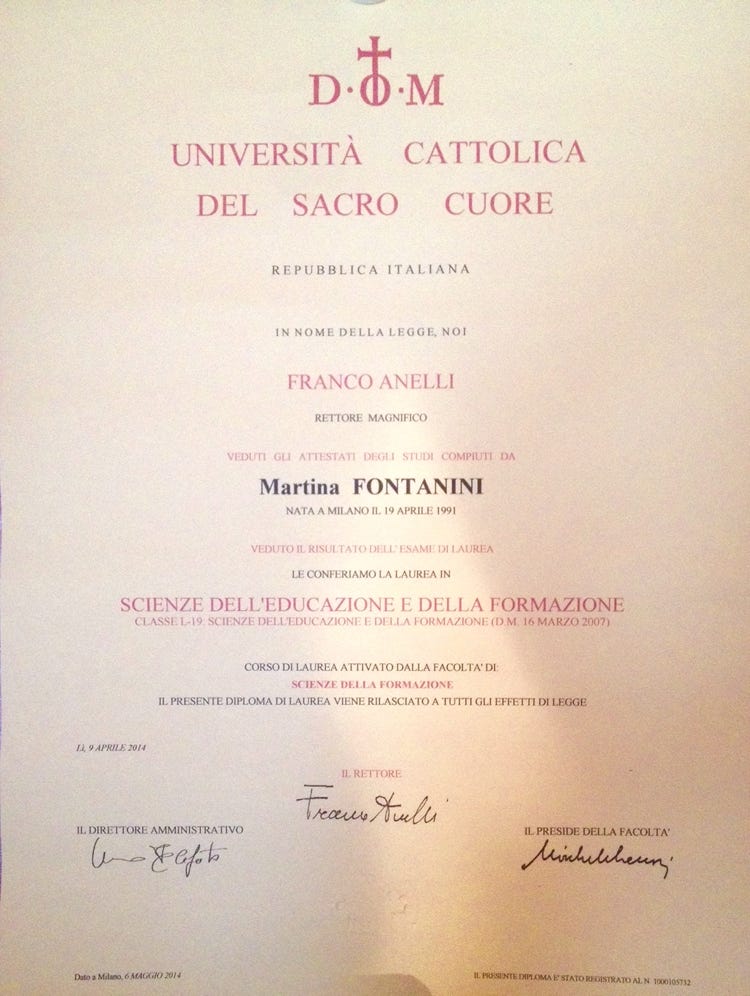 D·O·M
UNIVERSITÀ CATTOLICA
DEL SACRO CUORE
REPUBBLICA ITALIANA
IN NOME DELLA LEGGE, NOI
FRANCO ANELLI
RETTORE MAGNIFICO
VEDUTI GLI ATTESTATI DEGLI STUDI COMPIUTI DA
Martina FONTANINI
NATA A MILANO IL 19 APRILE 1991
VEDUTO IL RISULTATO DELL'ESAME DI LAUREA
LE CONFERIAMO LA LAUREA IN
SCIENZE DELL'EDUCAZIONE E DELLA FORMAZIONE
CLASSE L-19: SCIENZE DELL'EDUCAZIONE E DELLA FORMAZIONE (D.M. 16 MARZO 2007)
CORSO DI LAUREA ATTIVATO DALLA FACOLTA' DI:
SCIENZE DELLA FORMAZIONE
IL PRESENTE DIPLOMA DI LAUREA VIENE RILASCIATO A TUTTI GLI EFFETTI DI LEGGE
Lì, 9 APRILE 2014
IL RETTORE
Franco Anelli
IL DIRETTORE AMMINISTRATIVO
IL PRESIDE DELLA FACOLTA'
Dato a Milano, 6 MAGGIO 2014
IL PRESENTE DIPLOMA E' STATO REGISTRATO AL N. 1000105732